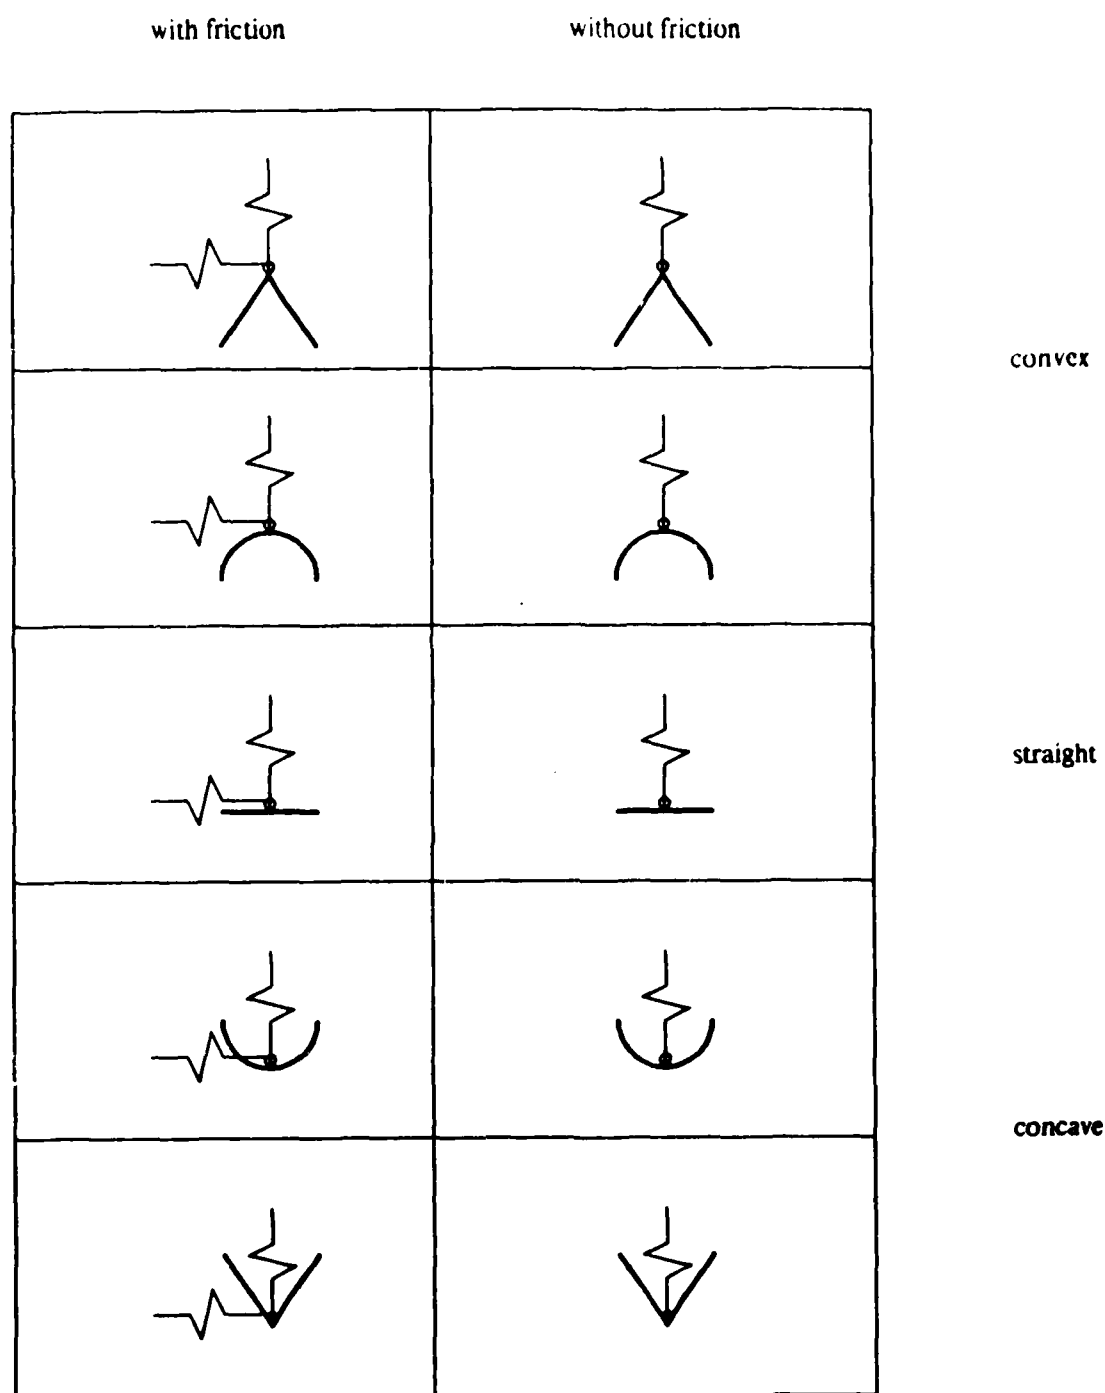 with friction
without friction
convex
straight
concave